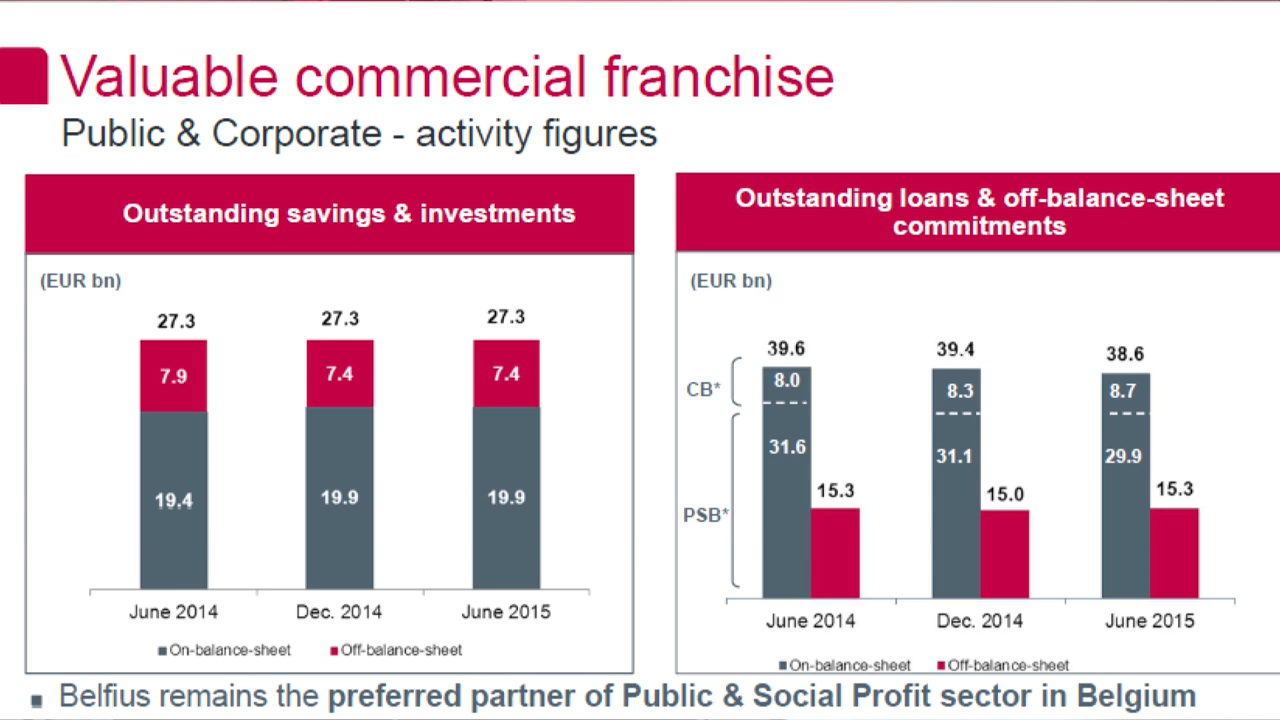 Valuable commercial franchise
Public & Corporate - activity figures
Outstanding savings & investments
(EUR bn)
27.3
27.3
27.3
7.9
7.4
7.4
19.4
19.9
19.9
June 2014
Dec. 2014
June 2015
On-balance-sheet
Off-balance-sheet
Outstanding loans & off-balance-sheet
commitments
(EUR bn)
39.6
39.4
38.6
CB*
8.0
8.3
8.7
31.6
31.1
29.9
PSB*
15.3
15.0
15.3
June 2014
Dec. 2014
June 2015
On-balance-sheet
Off-balance-sheet
Belfius remains the preferred partner of Public & Social Profit sector in Belgium